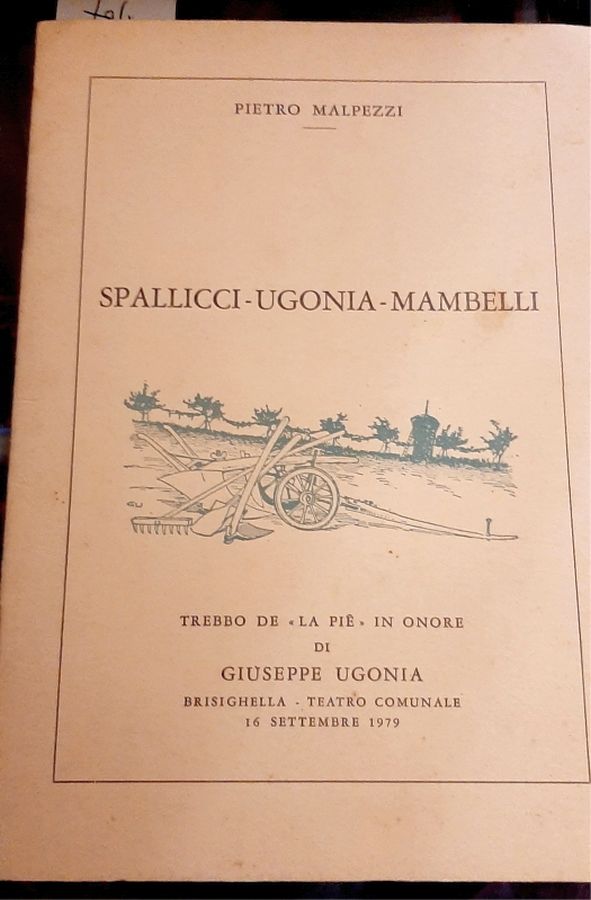 PIETRO MALPEZZI
SPALLICCI-UGONIA-MAMBELLI
GU
TREBBO DE «LA PIÊ» IN ONORE
DI
GIUSEPPE UGONIA
BRISIGHELLA - TEATRO COMUNALE
16 SETTEMBRE 1979